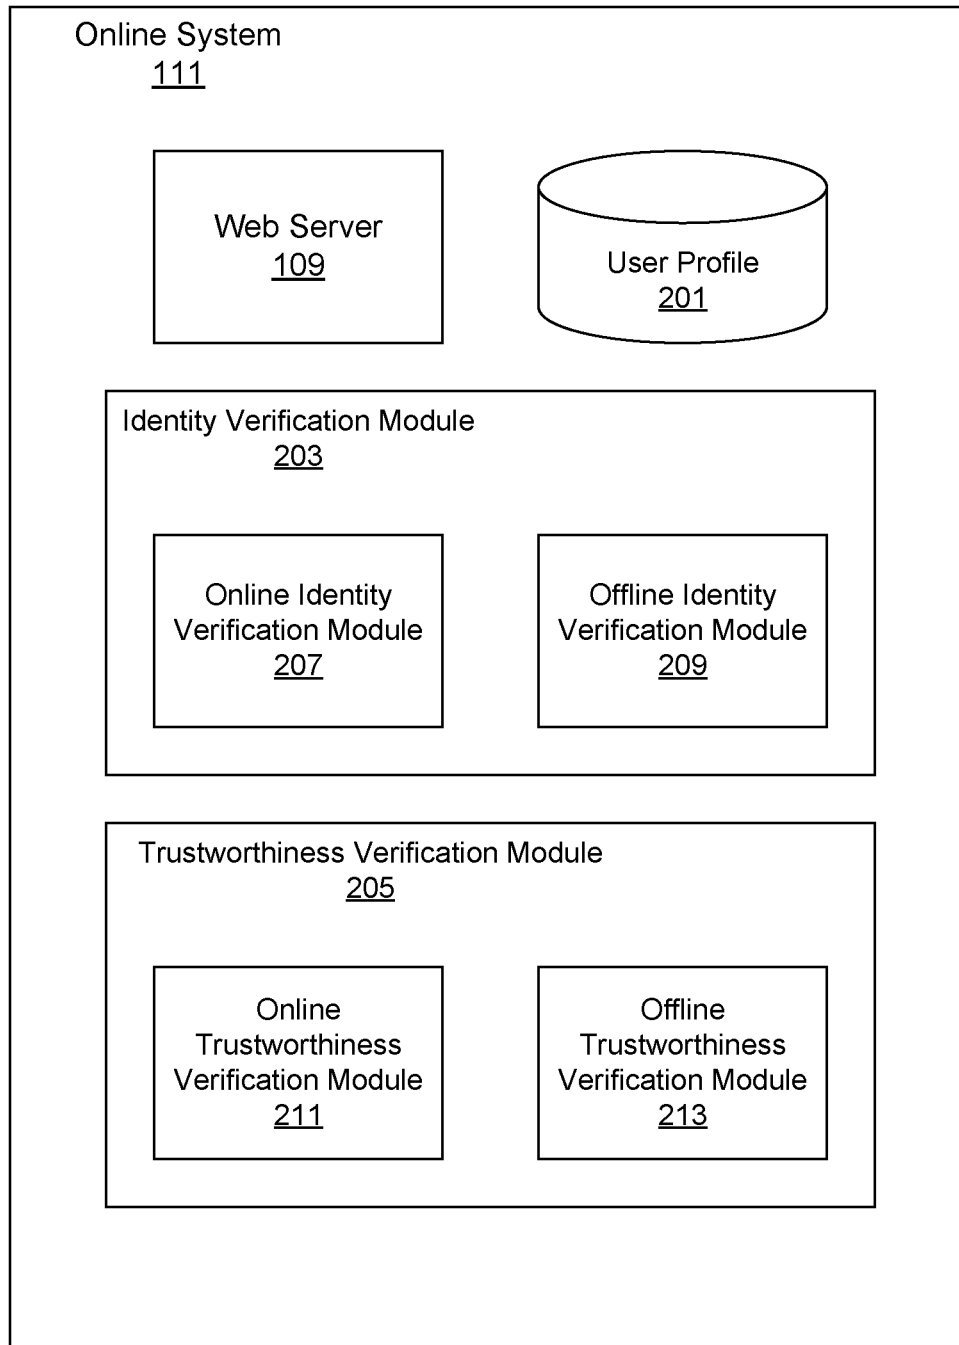 Online System
111
Web Server
109
User Profile
201
Identity Verification Module
203
Online Identity
Verification Module
207
Offline Identity
Verification Module
209
Trustworthiness Verification Module
205
Online
Trustworthiness
Verification Module
211
Offline
Trustworthiness
Verification Module
213